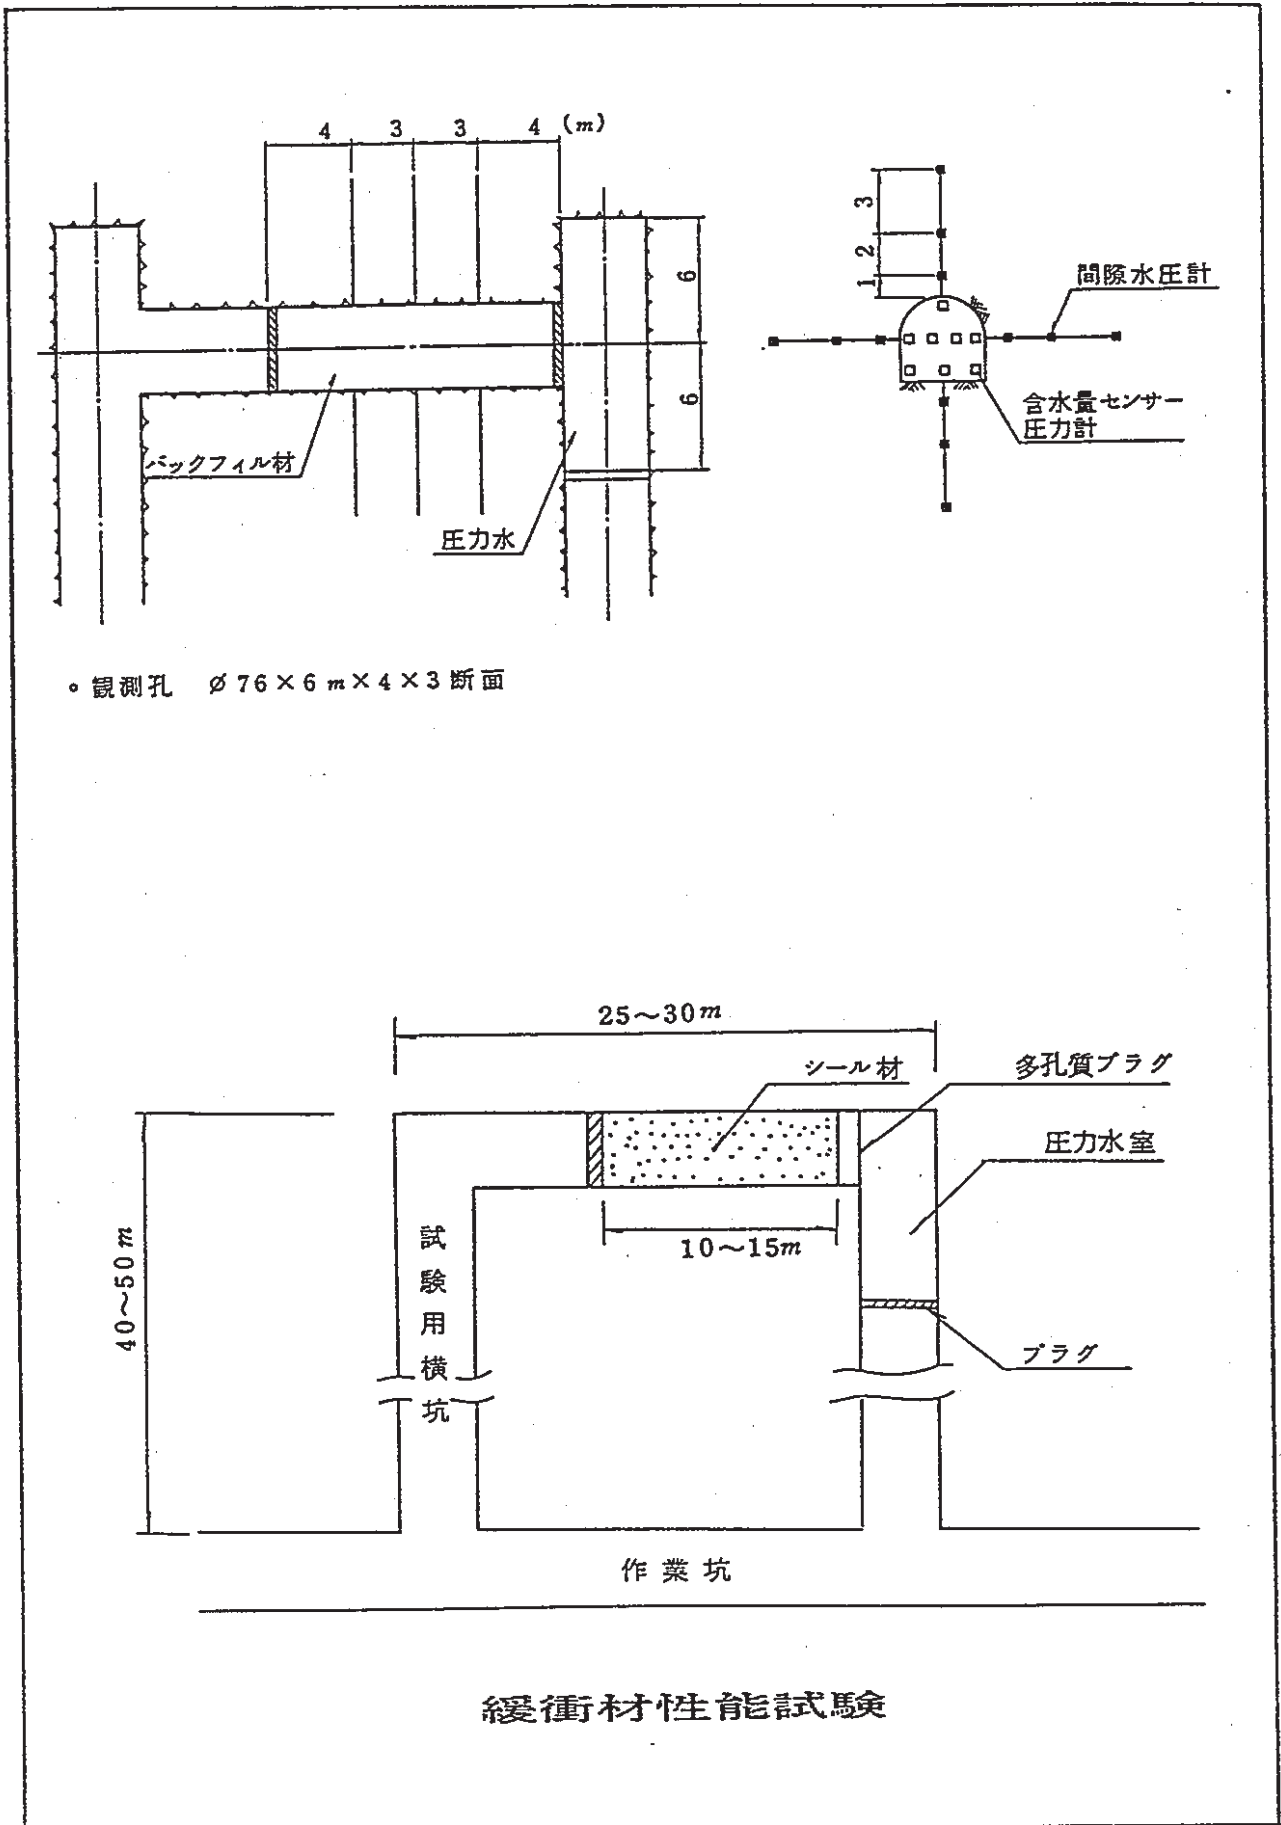 4 3 3 4 (m)
6
6
バックフィル材
圧力水
3
2
1
間隙水圧計
含水量センサー
圧力計
。観測孔 Ø76×6m×4×3断面
25〜30m
シール材
多孔質プラグ
圧力水室
40〜50m
試験用横坑
10〜15m
プラグ
作業坑
緩衝材性能試験